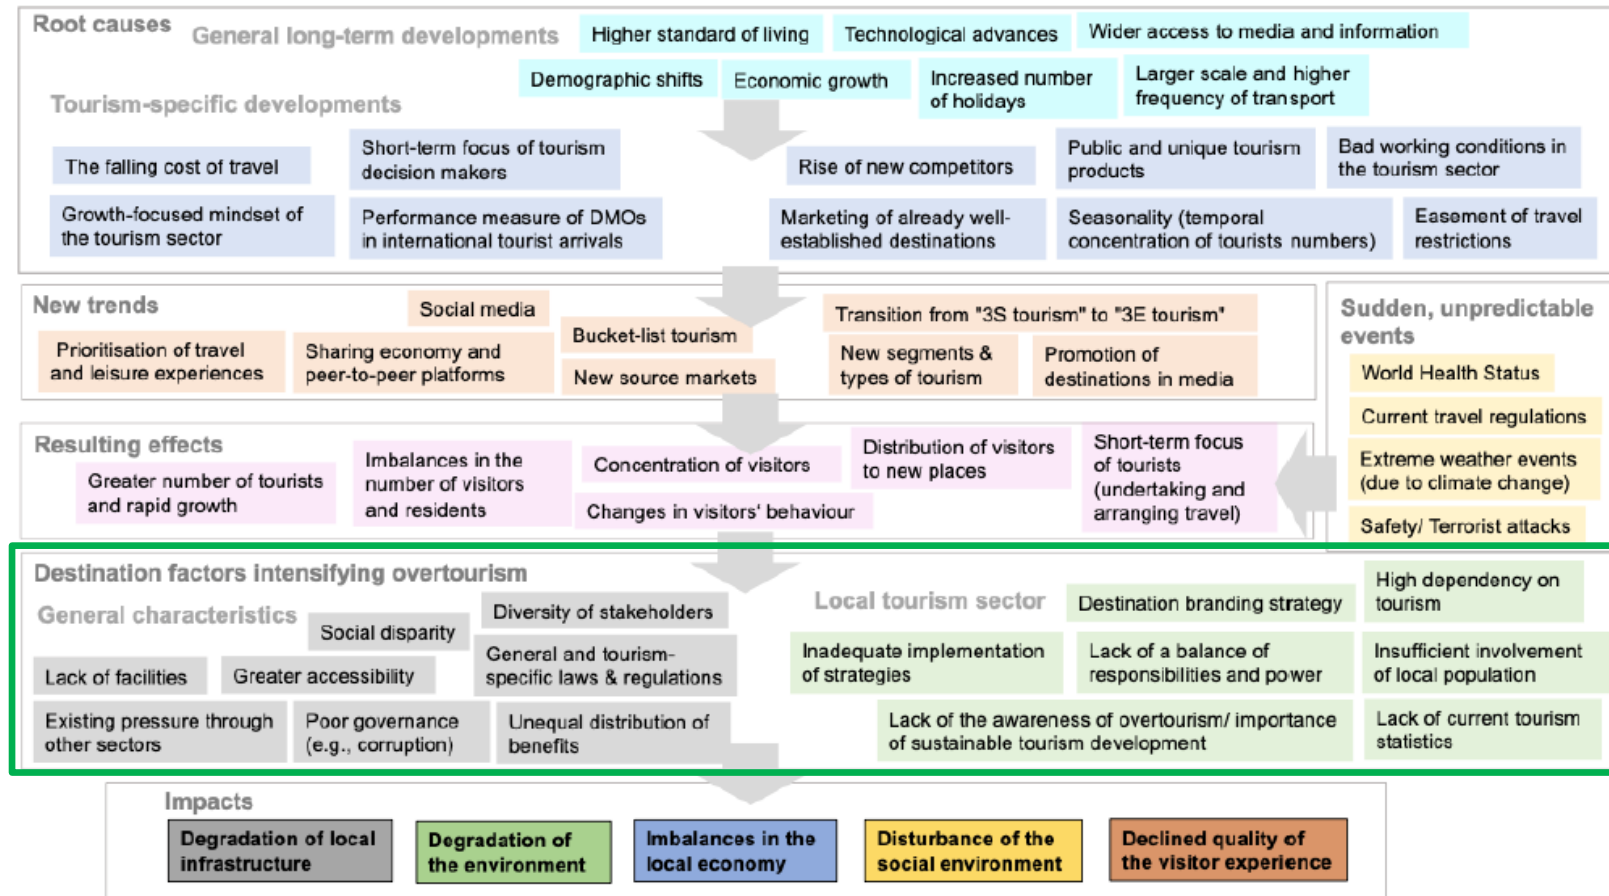 Root causes
General long-term developments
Higher standard of living
Technological advances
Wider access to media and information
Demographic shifts
Economic growth
Increased number
of holidays
Larger scale and higher
frequency of transport
Tourism-specific developments
The falling cost of travel
Short-term focus of tourism
decision makers
Rise of new competitors
Public and unique tourism
products
Bad working conditions in
the tourism sector
Growth-focused mindset of
the tourism sector
Performance measure of DMOs
in international tourist arrivals
Marketing of already well-
established destinations
Seasonality (temporal
concentration of tourists numbers)
Easement of travel
restrictions
New trends
Social media
Bucket-list tourism
Transition from "3S tourism" to "3E tourism"
Prioritisation of travel
and leisure experiences
Sharing economy and
peer-to-peer platforms
New source markets
New segments &
types of tourism
Promotion of
destinations in media
Sudden, unpredictable
events
World Health Status
Current travel regulations
Extreme weather events
(due to climate change)
Safety/ Terrorist attacks
Resulting effects
Greater number of tourists
and rapid growth
Imbalances in the
number of visitors
and residents
Concentration of visitors
Changes in visitors' behaviour
Distribution of visitors
to new places
Short-term focus
of tourists
(undertaking and
arranging travel)
Destination factors intensifying overtourism
General characteristics
Social disparity
Diversity of stakeholders
Lack of facilities
Greater accessibility
General and tourism-
specific laws & regulations
Existing pressure through
other sectors
Poor governance
(e.g., corruption)
Unequal distribution of
benefits
Local tourism sector
Destination branding strategy
High dependency on
tourism
Inadequate implementation
of strategies
Lack of a balance of
responsibilities and power
Insufficient involvement
of local population
Lack of the awareness of overtourism/ importance
of sustainable tourism development
Lack of current tourism
statistics
Impacts
Degradation of local
infrastructure
Degradation of
the environment
Imbalances in the
local economy
Disturbance of the
social environment
Declined quality of
the visitor experience